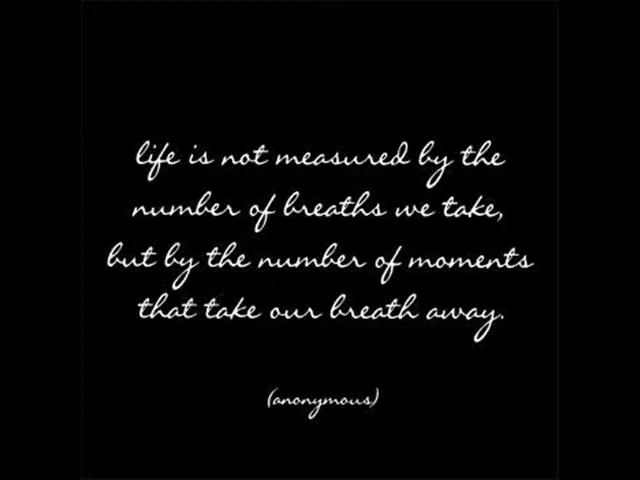 life is not measured by the
number of breaths we take,
but by the number of moments
that take our breath away.
(anonymous)